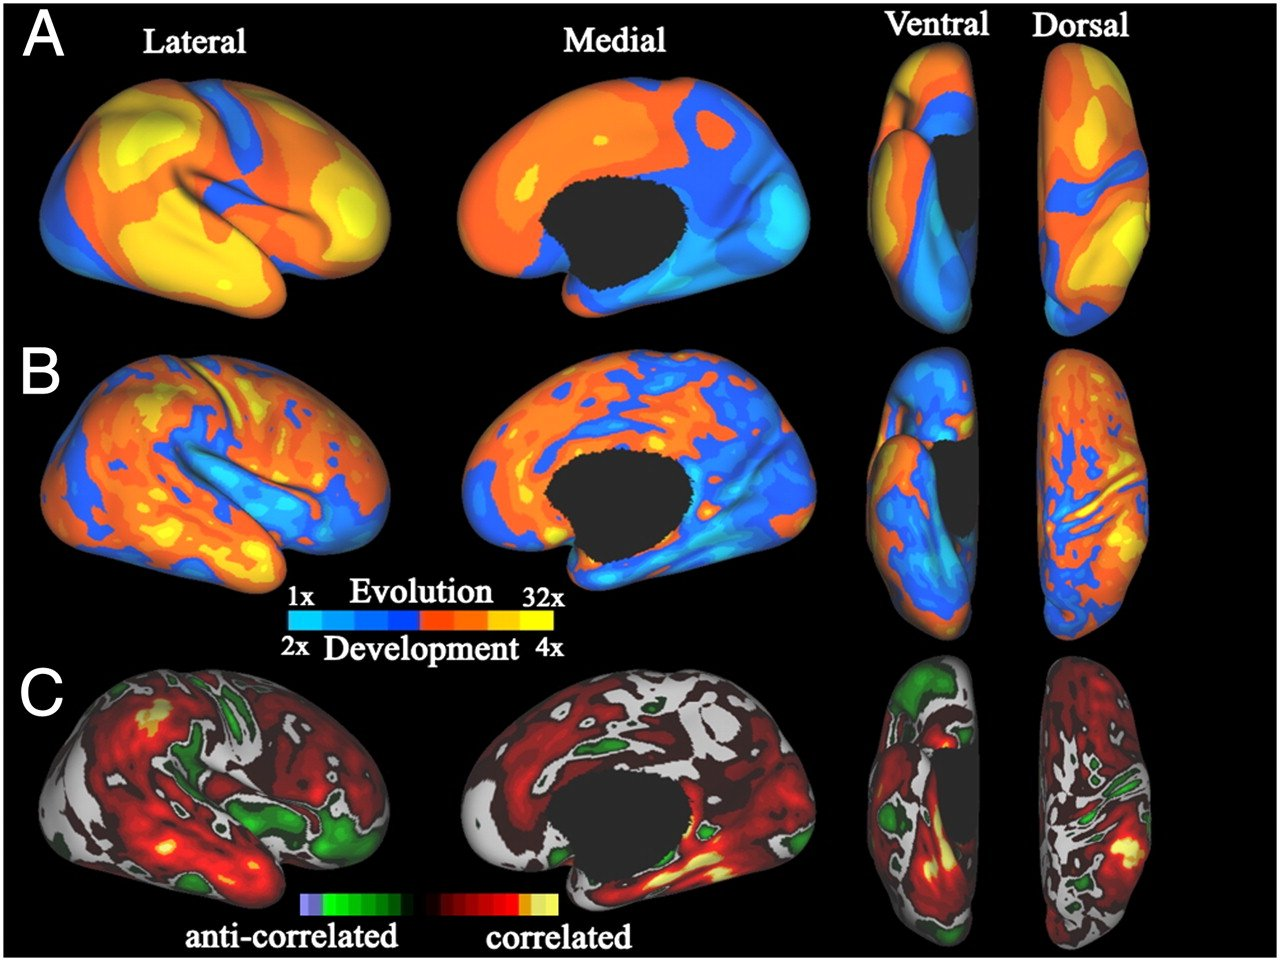 A
Lateral
Medial
Ventral
Dorsal
B
1x Evolution 32x
2x Development 4x
C
anti-correlated
correlated